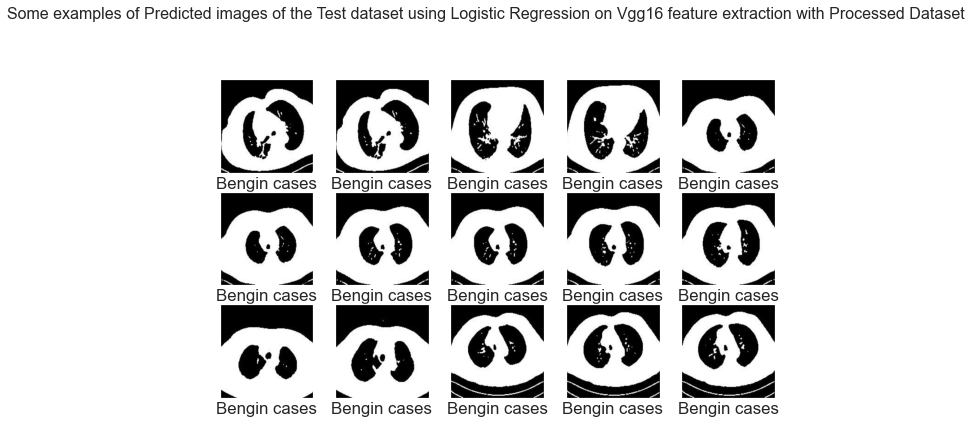 Some examples of Predicted images of the Test dataset using Logistic Regression on Vgg16 feature extraction with Processed Dataset
Bengin cases Bengin cases Bengin cases Bengin cases Bengin cases
Bengin cases Bengin cases Bengin cases Bengin cases Bengin cases
Bengin cases Bengin cases Bengin cases Bengin cases Bengin cases